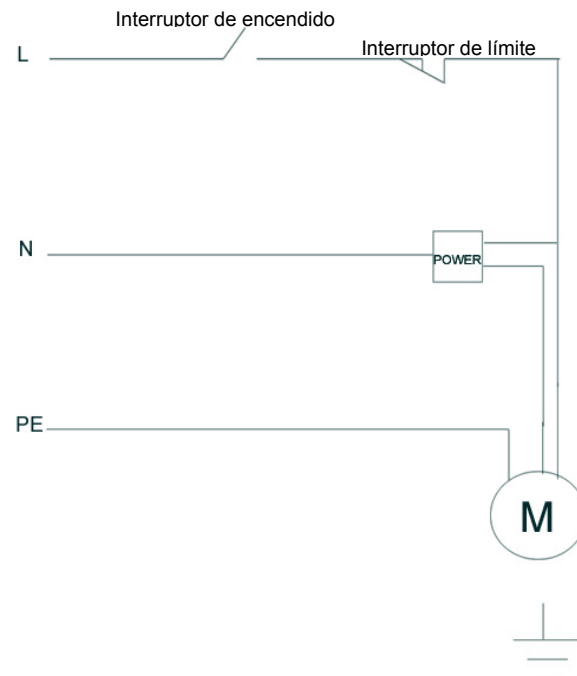 Interruptor de encendido
Interruptor de límite
L
N
POWER
PE
M